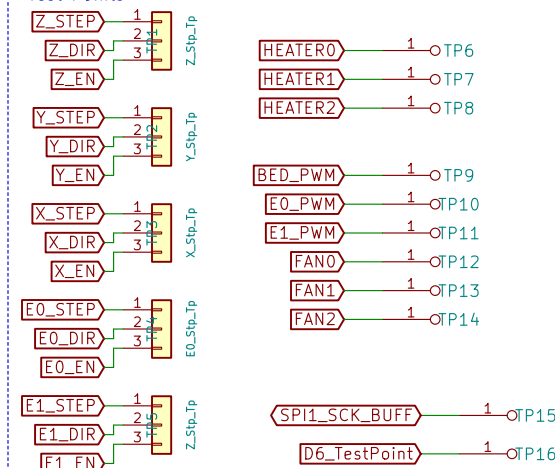 Test Points
Z_STEP 1
Z_DIR 2
Z_EN 3
TP1
Z_Stp_Tp
Y_STEP 1
Y_DIR 2
Y_EN 3
TP2
Y_Stp_Tp
X_STEP 1
X_DIR 2
X_EN 3
TP3
X_Stp_Tp
E0_STEP 1
E0_DIR 2
E0_EN 3
TP4
E0_Stp_Tp
E1_STEP 1
E1_DIR 2
E1_EN 3
TP5
Z_Stp_Tp
HEATER0 1 TP6
HEATER1 1 TP7
HEATER2 1 TP8
BED_PWM 1 TP9
E0_PWM 1 TP10
E1_PWM 1 TP11
FAN0 1 TP12
FAN1 1 TP13
FAN2 1 TP14
SPI1_SCK_BUFF 1 TP15
D6_TestPoint 1 TP16